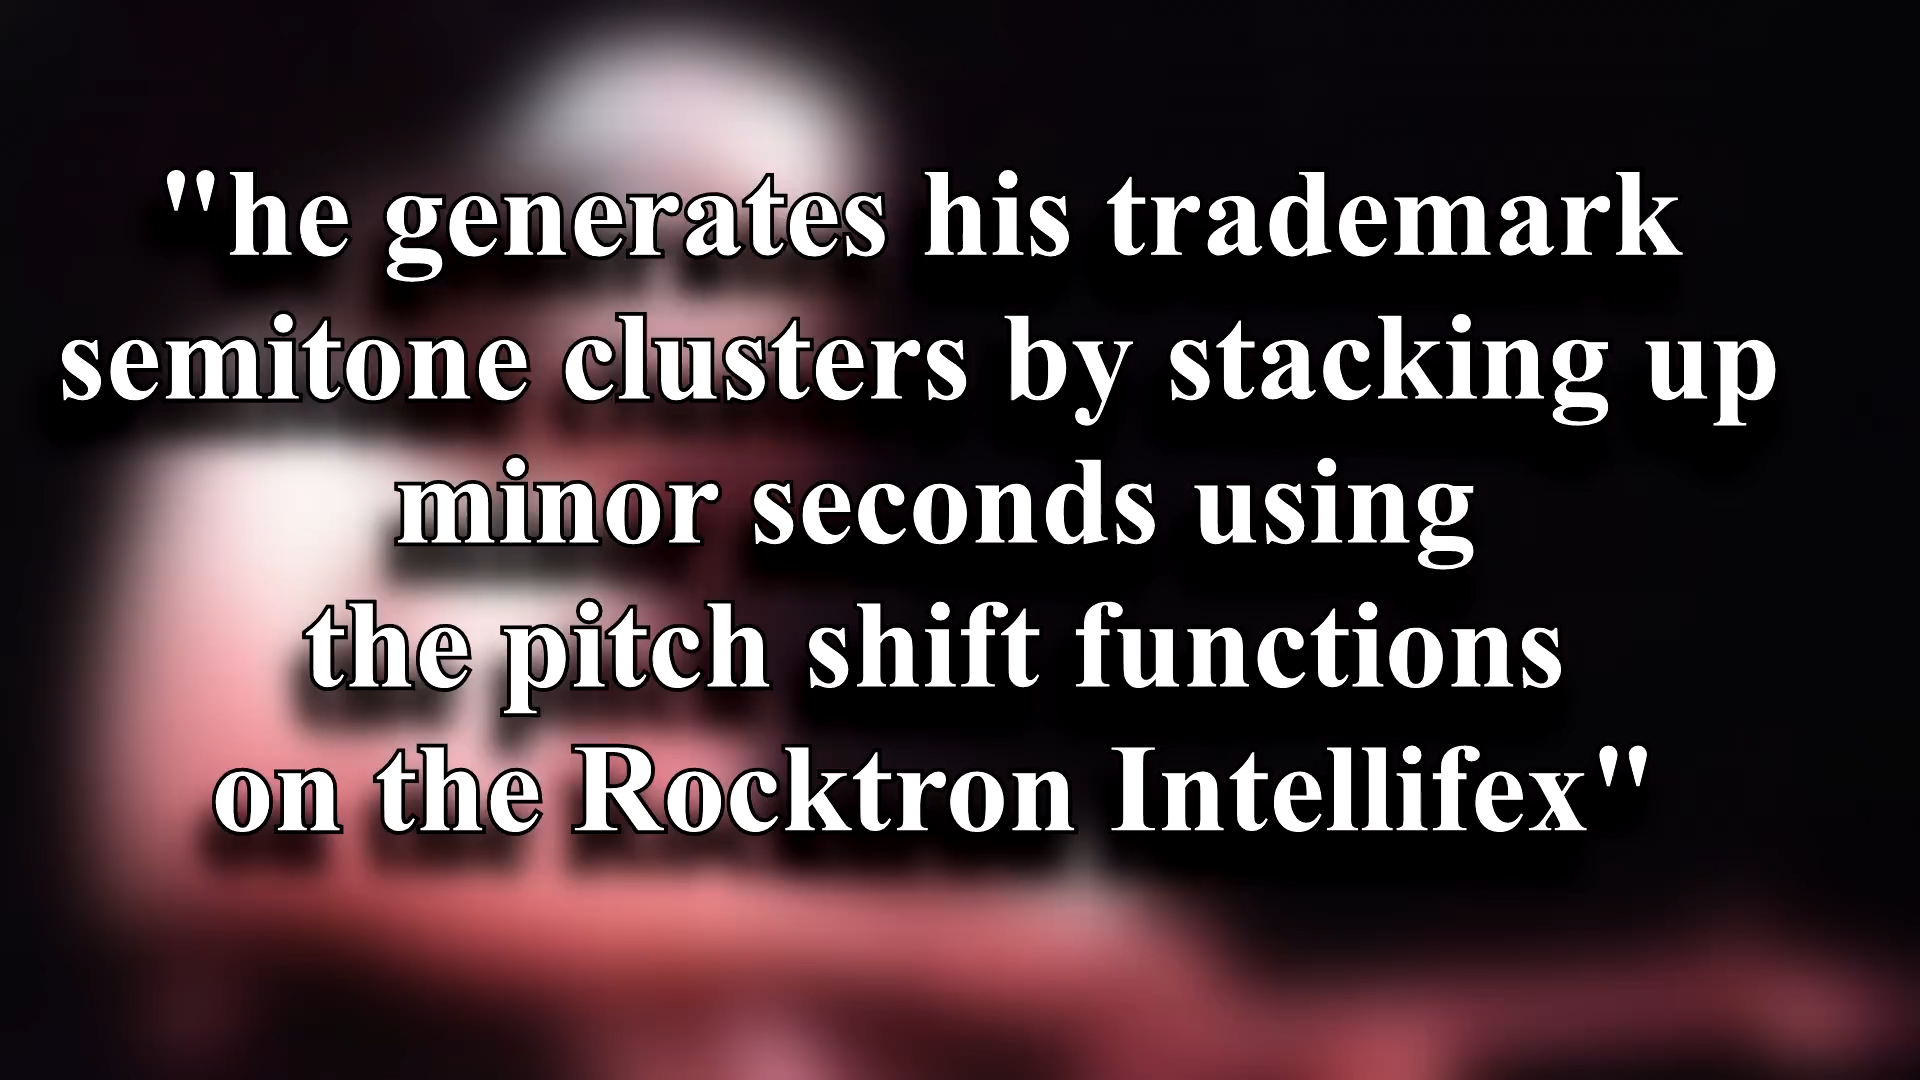 "he generates his trademark
semitone clusters by stacking up
minor seconds using
the pitch shift functions
on the Rocktron Intellifex"